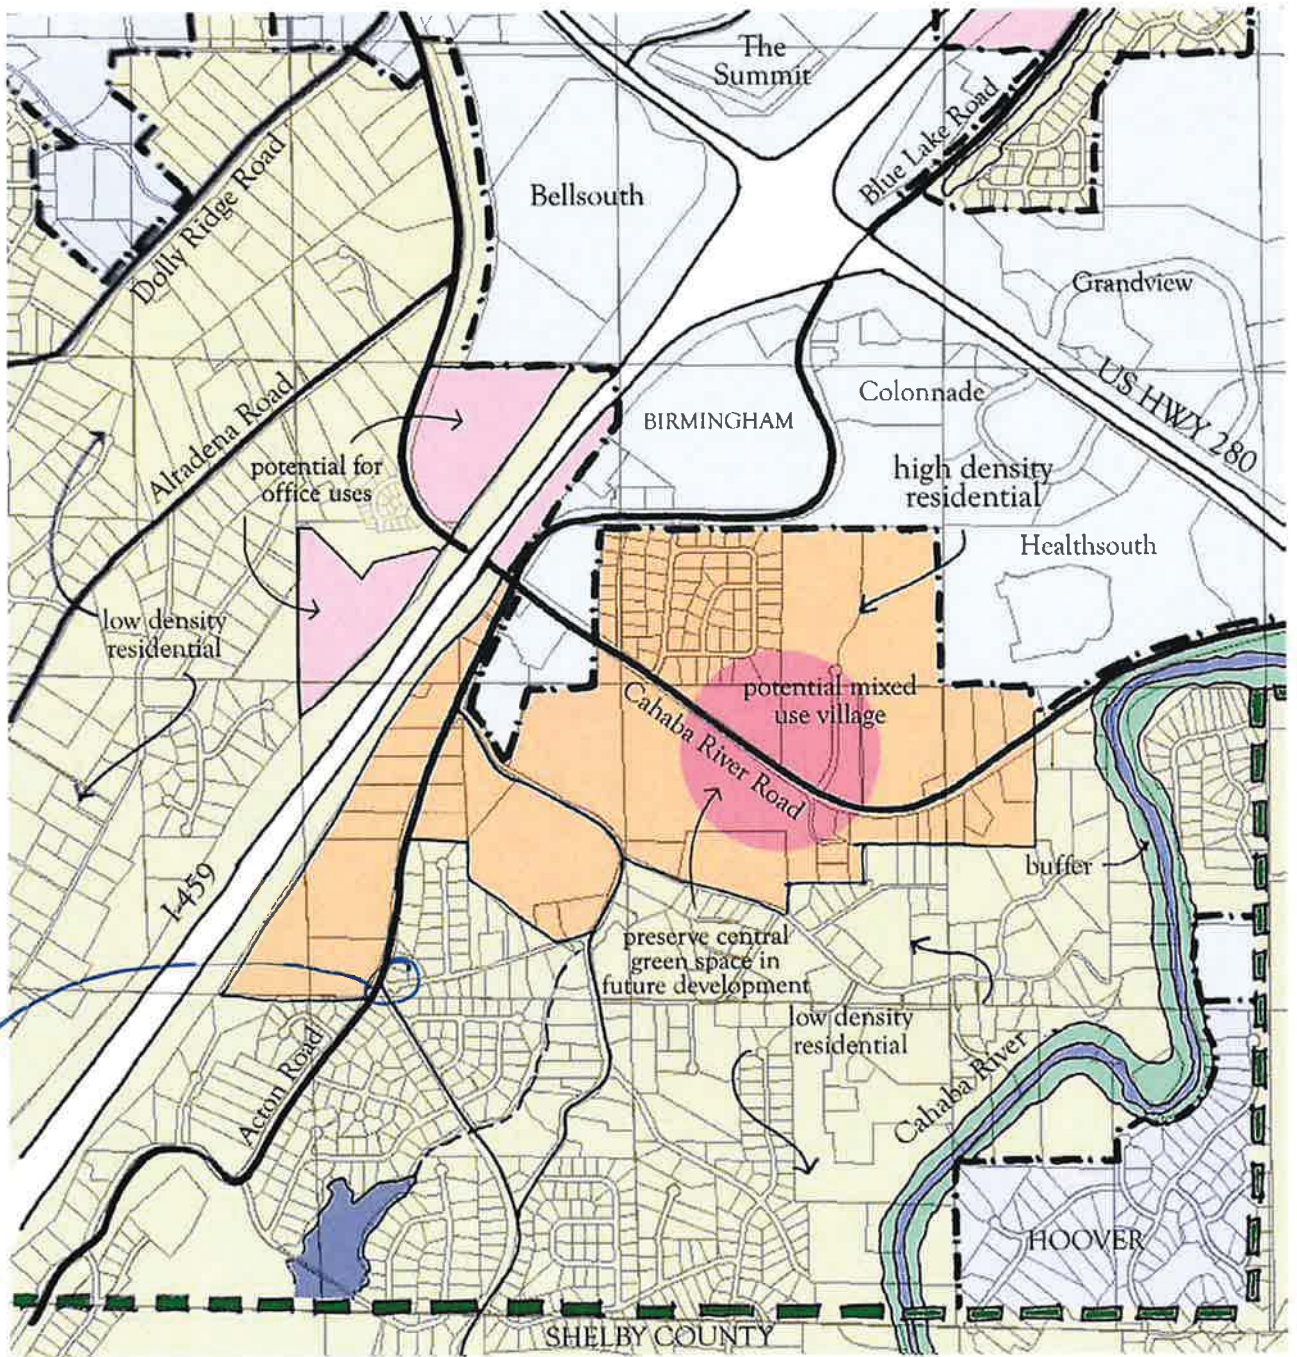 The
Summit
Blue Lake Road
Bellsouth
Dolly Ridge Road
Grandview
US HWY 280
Colonnade
BIRMINGHAM
Altadena Road
potential for
office uses
high density
residential
Healthsouth
low density
residential
potential mixed
use village
Cahaba River Road
I-459
buffer
preserve central
green space in
future development
low density
residential
Cahaba River
Acton Road
HOOVER
SHELBY COUNTY